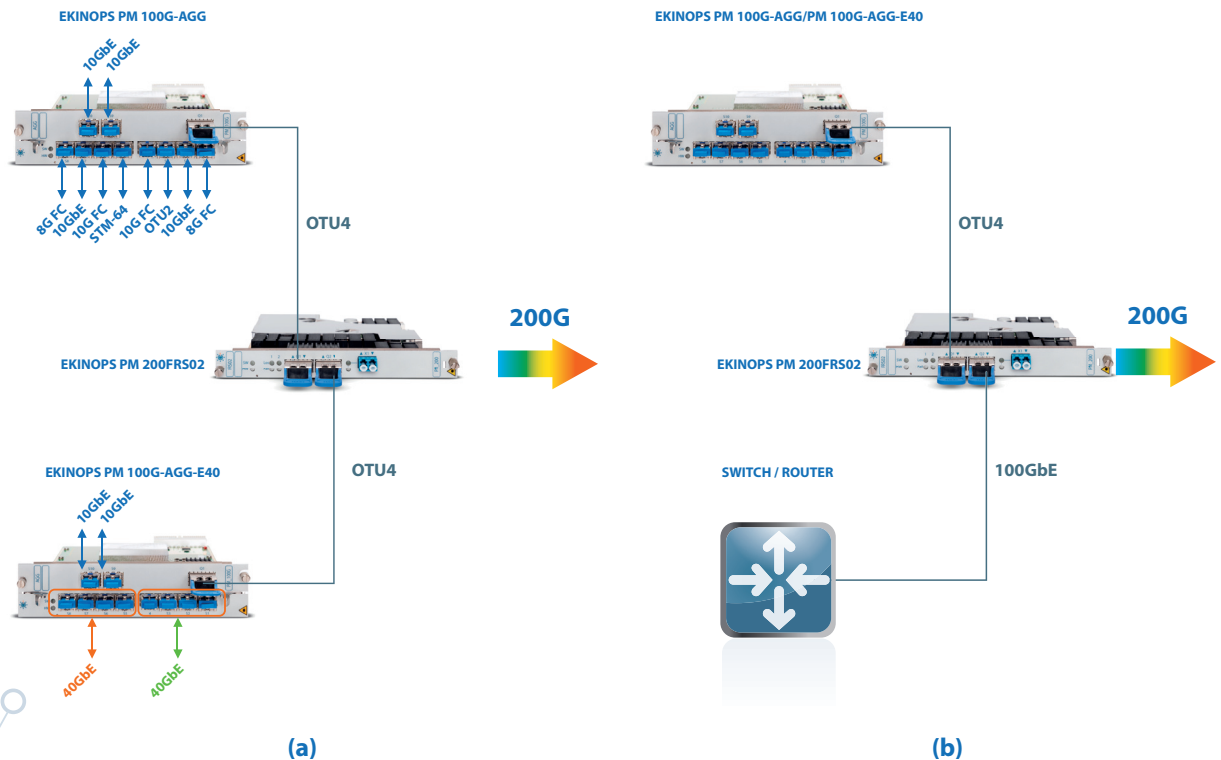 EKINOPS PM 100G-AGG
10GbE
10GbE
8G FC
10GbE
10G FC
STM-64
10G FC
OTU2
10GbE
8G FC
OTU4
EKINOPS PM 200FRS02
200G
OTU4
EKINOPS PM 100G-AGG-E40
10GbE
10GbE
40GbE
40GbE
(a)
EKINOPS PM 100G-AGG/PM 100G-AGG-E40
OTU4
EKINOPS PM 200FRS02
200G
100GbE
SWITCH / ROUTER
(b)